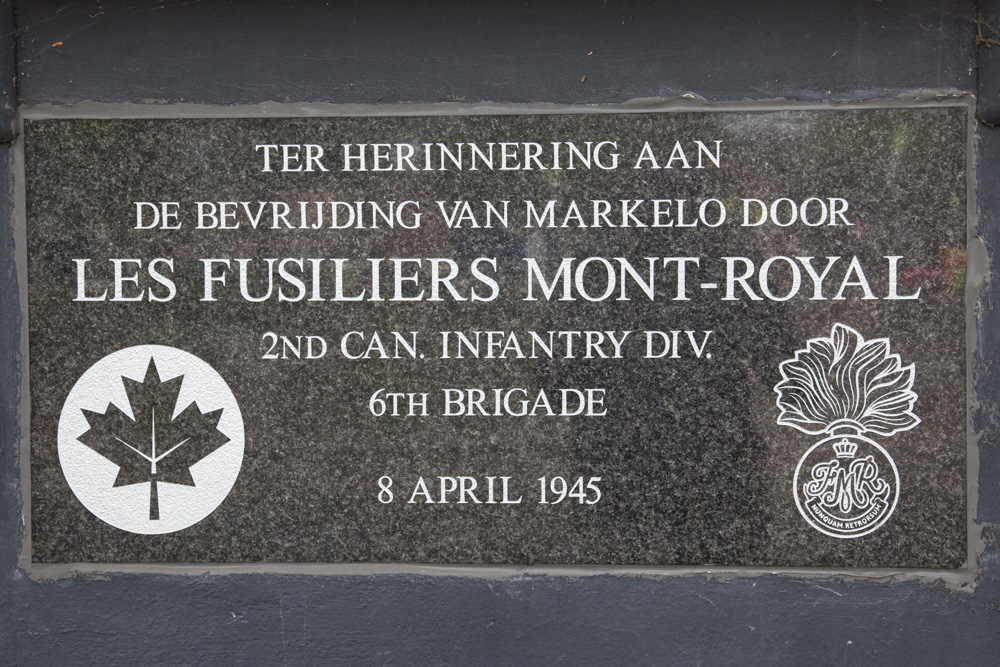 TER HERINNERING AAN
DE BEVRIJDING VAN MARKELO DOOR
LES FUSILIERS MONT-ROYAL
2ND CAN. INFANTRY DIV.
6TH BRIGADE
8 APRIL 1945
FMR
NUNQUAM RETRORSUM